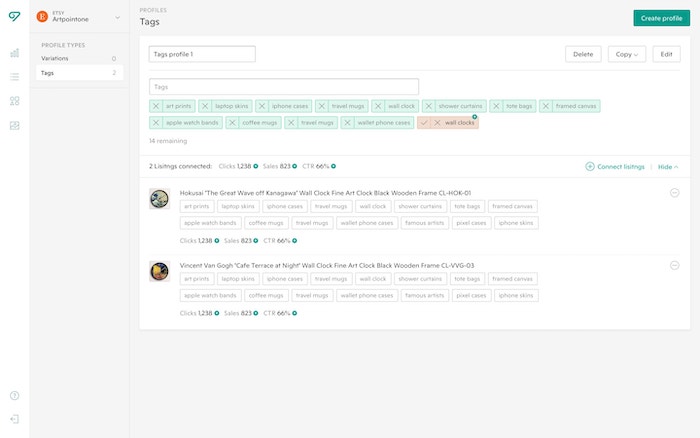 ETSY
Artpointone
PROFILE TYPES
Variations 0
Tags 2
PROFILES
Tags
Create profile
Tags profile 1
Delete
Copy
Edit
Tags
art prints laptop skins iphone cases travel mugs wall clock shower curtains tote bags framed canvas
apple watch bands coffee mugs travel mugs wallet phone cases wall clocks
14 remaining
2 Lisitngs connected: Clicks 1,238 Sales 823 CTR 66%
Connect lisitngs
Hide
Hokusai "The Great Wave off Kanagawa" Wall Clock Fine Art Clock Black Wooden Frame CL-HOK-01
art prints laptop skins iphone cases travel mugs wall clock shower curtains tote bags framed canvas
apple watch bands coffee mugs travel mugs wallet phone cases famous artists pixel cases iphone skins
Clicks 1,238 Sales 823 CTR 66%
Vincent Van Gogh "Cafe Terrace at Night" Wall Clock Fine Art Clock Black Wooden Frame CL-VVG-03
art prints laptop skins iphone cases travel mugs wall clock shower curtains tote bags framed canvas
apple watch bands coffee mugs travel mugs wallet phone cases famous artists pixel cases iphone skins
Clicks 1,238 Sales 823 CTR 66%